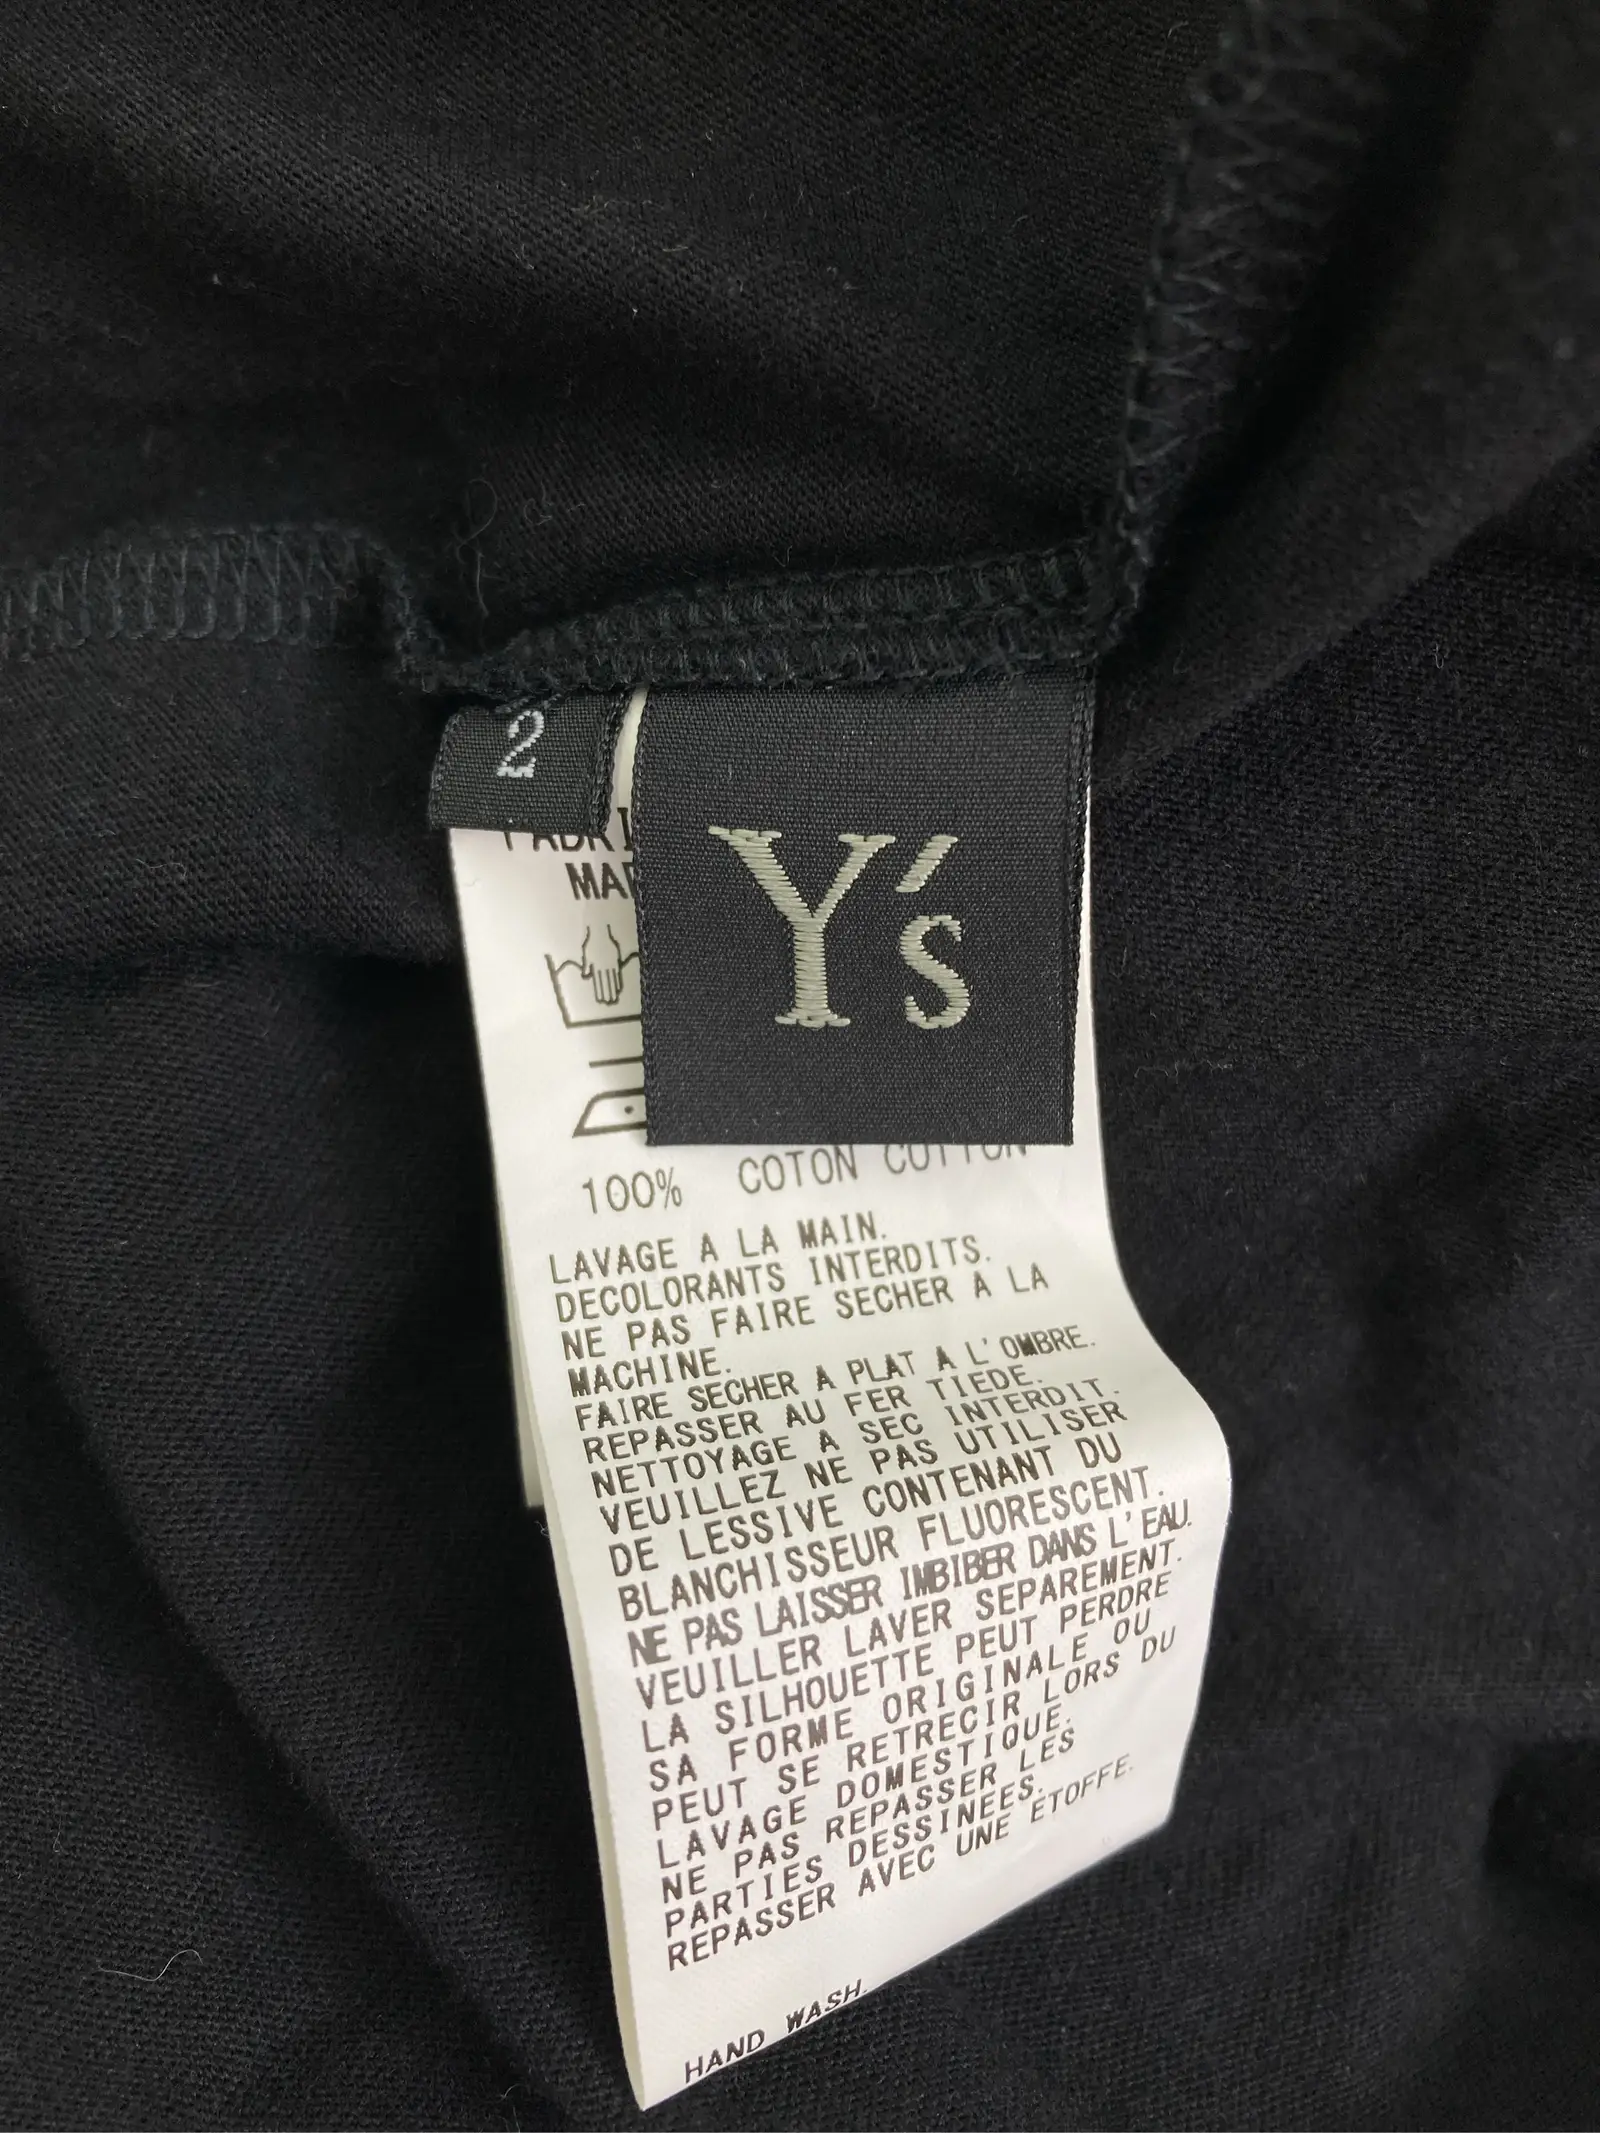 2
Y's
100% COTON COTTON
LAVAGE A LA MAIN.
DECOLORANTS INTERDITS.
NE PAS FAIRE SECHER A LA
MACHINE.
FAIRE SECHER A PLAT A L'OMBRE.
REPASSER AU FER TIEDE.
NETTOYAGE A SEC INTERDIT.
VEUILLEZ NE PAS UTILISER
DE LESSIVE CONTENANT DU
BLANCHISSEUR FLUORESCENT.
NE PAS LAISSER IMBIBER DANS L'EAU.
VEUILLER LAVER SEPAREMENT.
LA SILHOUETTE PEUT PERDRE
SA FORME ORIGINALE OU
PEUT SE RETRECIR LORS DU
LAVAGE DOMESTIQUE.
NE PAS REPASSER LES
PARTIES DESSINEES.
REPASSER AVEC UNE ETOFFE.
HAND WASH.